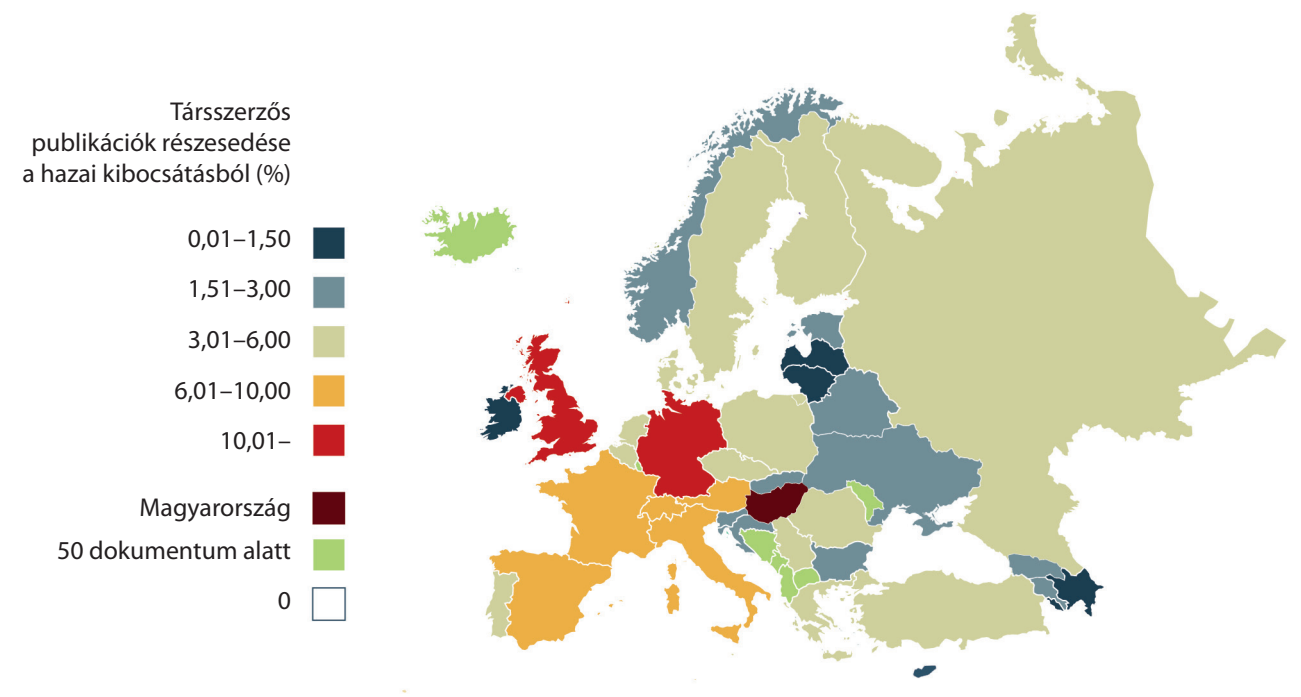 Társszerzős
publikációk részesedése
a hazai kibocsátásból (%)
0,01–1,50
1,51–3,00
3,01–6,00
6,01–10,00
10,01–
Magyarország
50 dokumentum alatt
0